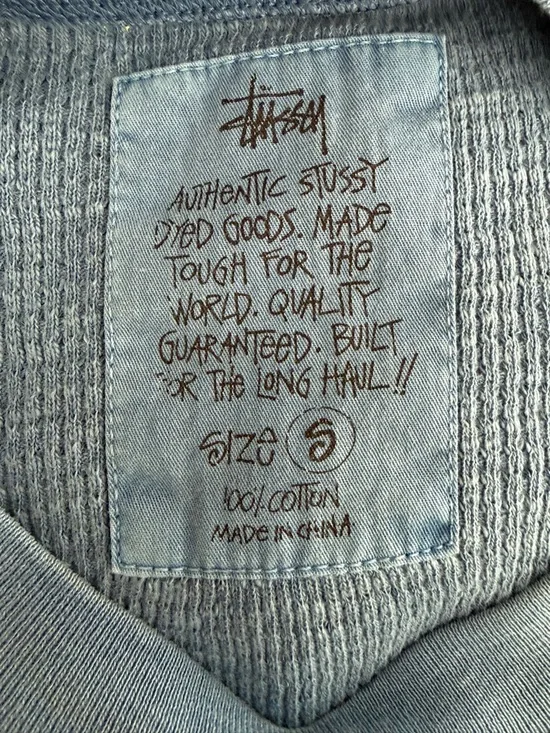 Stüssy
AUTHENTIC STUSSY
DYED GOODS. MADE
TOUGH FOR THE
WORLD. QUALITY
GUARANTEED. BUILT
FOR THE LONG HAUL!!
SIZE S
100% COTTON
MADE IN CHINA